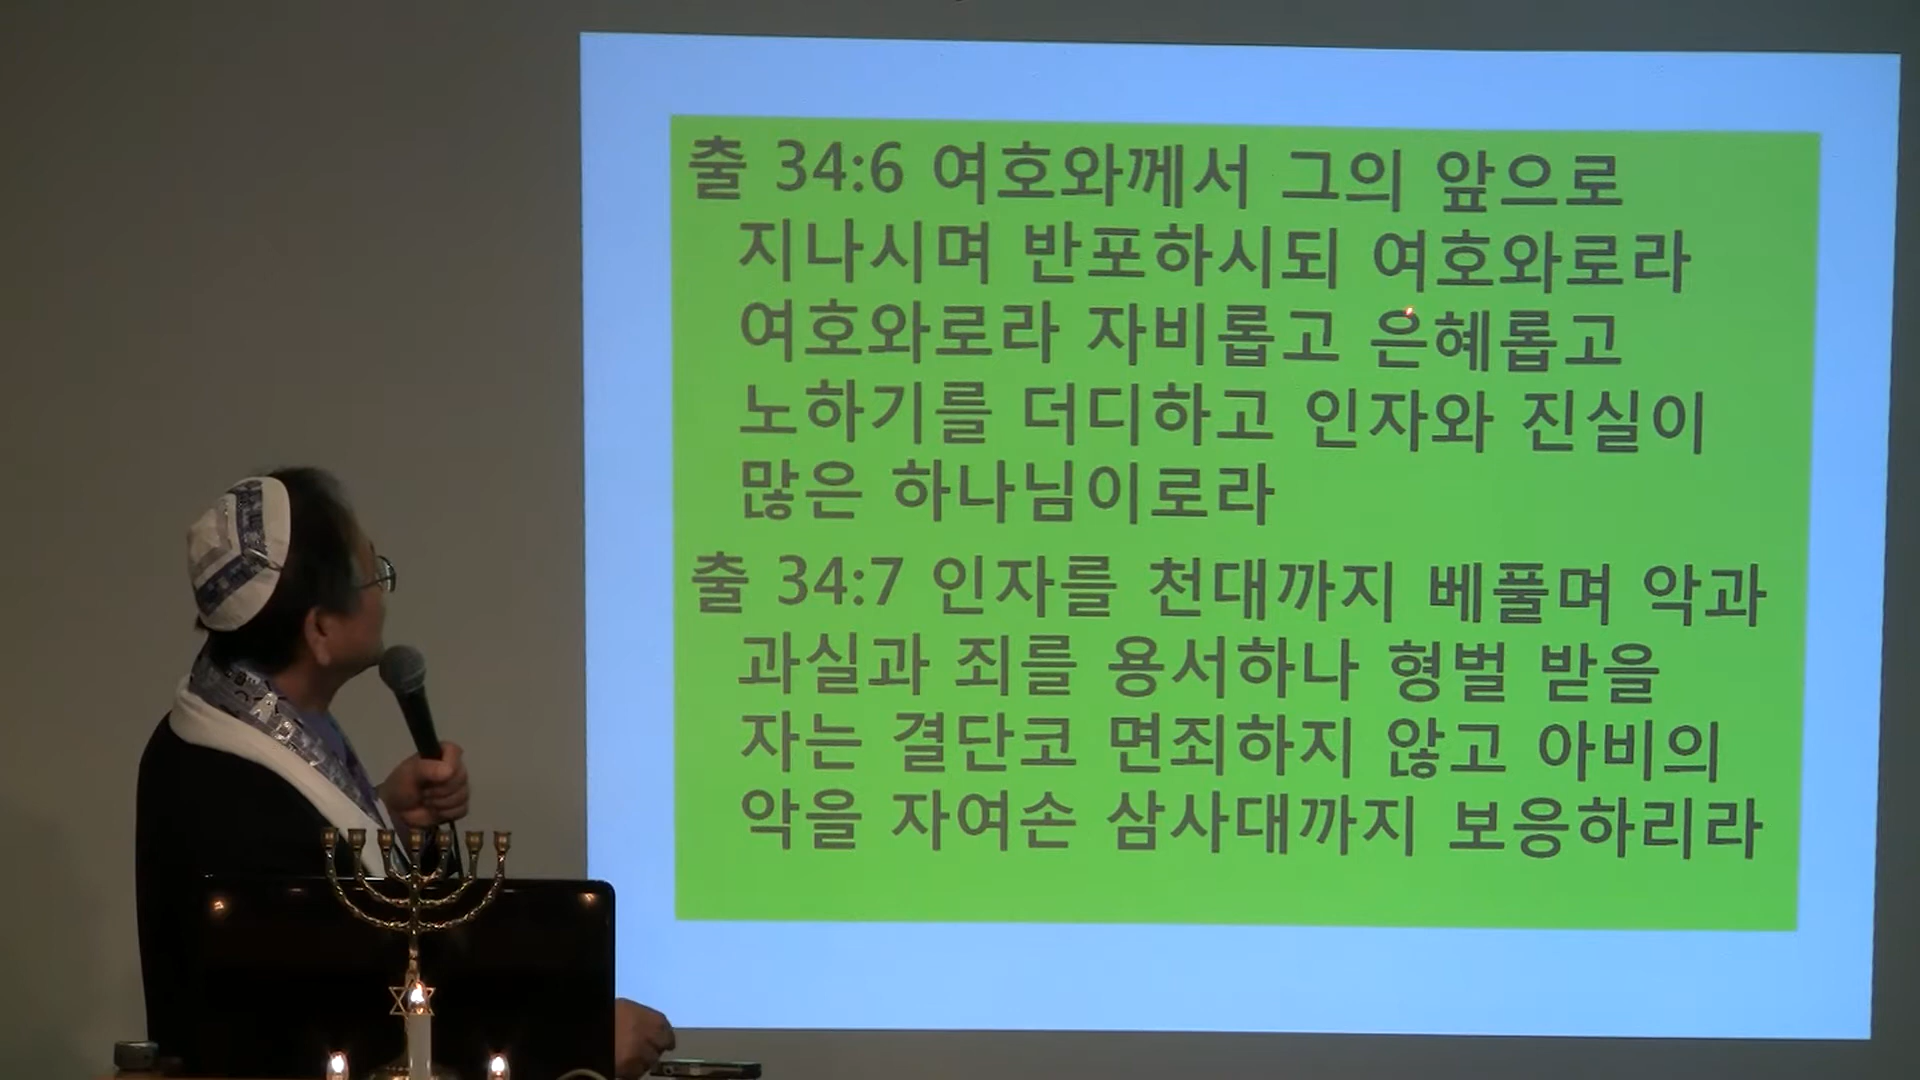 출 34:6 여호와께서 그의 앞으로
지나시며 반포하시되 여호와로라
여호와로라 자비롭고 은혜롭고
노하기를 더디하고 인자와 진실이
많은 하나님이로라
출 34:7 인자를 천대까지 베풀며 악과
과실과 죄를 용서하나 형벌 받을
자는 결단코 면죄하지 않고 아비의
악을 자여손 삼사대까지 보응하리라